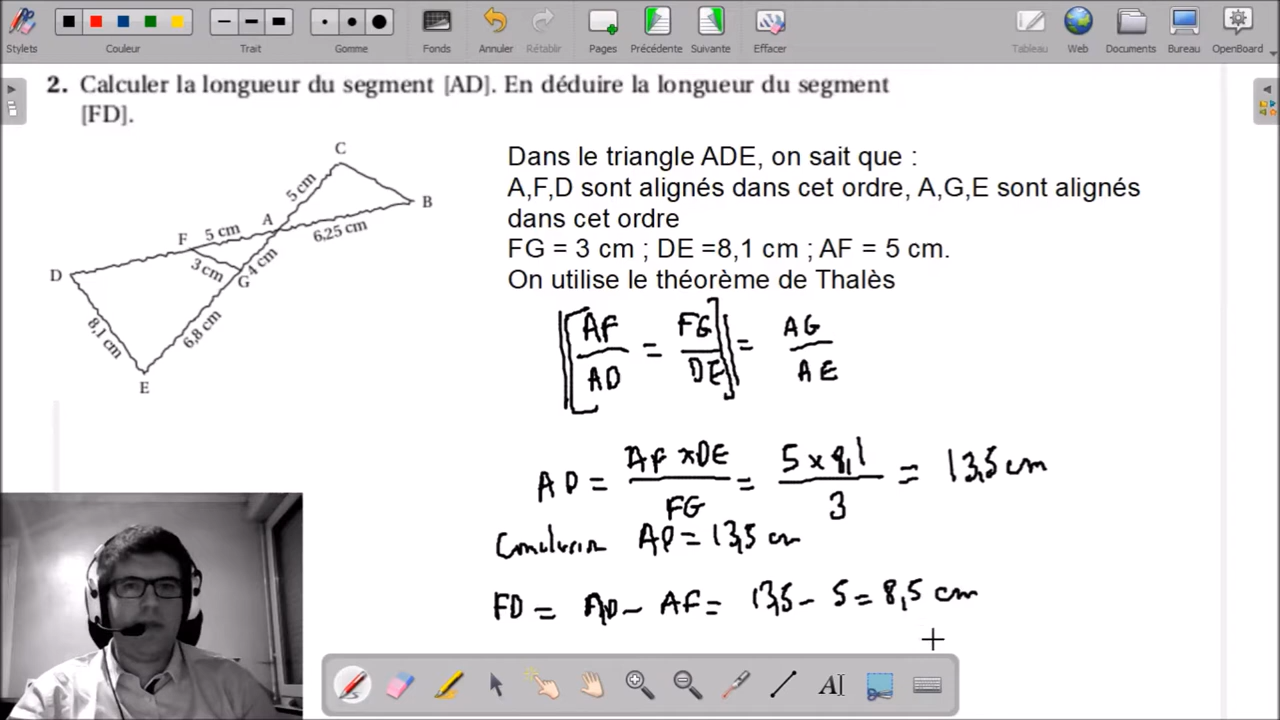 Stylets Couleur Trait Gomme Fonds Annuler Rétablir Pages Précédente Suivante Effacer Tableau Web Documents Bureau OpenBoard
2. Calculer la longueur du segment [AD]. En déduire la longueur du segment
[FD].
C
5 cm
B
A
6,25 cm
F
5 cm
D
3 cm
4 cm
G
8,1 cm
6,8 cm
E
Dans le triangle ADE, on sait que :
A,F,D sont alignés dans cet ordre, A,G,E sont alignés
dans cet ordre
FG = 3 cm ; DE =8,1 cm ; AF = 5 cm.
On utilise le théorème de Thalès
[AF/AD = FG/DE] = AG/AE
AD = AF × DE / FG = 5 × 8,1 / 3 = 13,5 cm
Conclusion AD = 13,5 cm
FD = AD - AF = 13,5 - 5 = 8,5 cm
AI